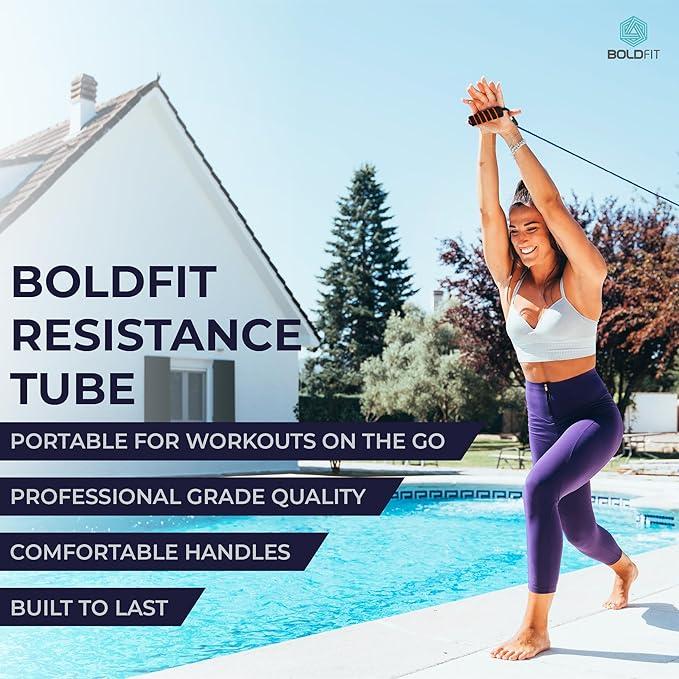 BOLDFIT
BOLDFIT
RESISTANCE
TUBE
PORTABLE FOR WORKOUTS ON THE GO
PROFESSIONAL GRADE QUALITY
COMFORTABLE HANDLES
BUILT TO LAST